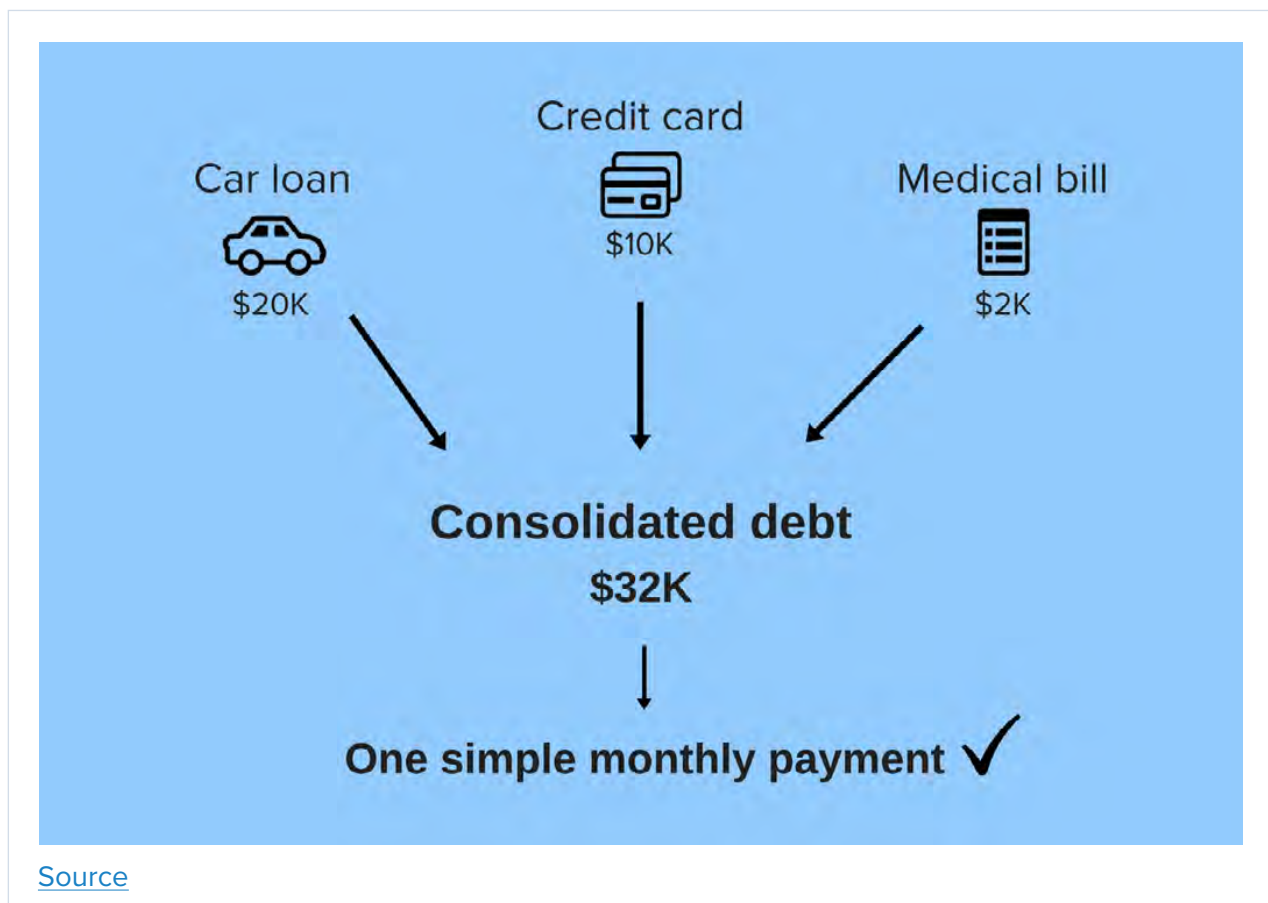 Credit card
$10K
Car loan
$20K
Medical bill
$2K
Consolidated debt
$32K
One simple monthly payment
Source